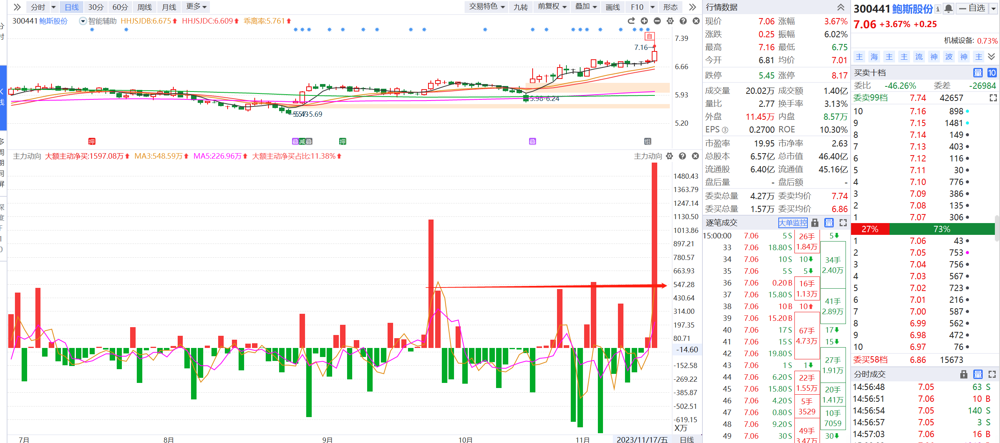 分时 日线 30分 60分 周线 月线 更多 交易特色 九转 前复权 叠加 画线 F10 形态
300441 鲍斯股份 智能辅助 HHJSJDB:6.675 HHJSJDC:6.609 乖离率:5.761
自
7.16
7.39
6.66
5.93
5.20
5.98-6.24
押 叠 减 叠 押 叠 组
主力动向 大额主动净买:1597.08万 MA3:548.59万 MA5:226.96万 大额主动净买占比:11.38% 主力动向
1480.43
1363.79
1247.14
1130.50
1013.86
897.21
780.57
663.93
547.28
430.64
314.00
197.35
80.71
-14.60
-152.58
-269.22
-385.87
-502.51
-619.15
X万
7月 8月 9月 10月 11月 2023/11/17/五 日线
多
周
期
同
屏
深
度
F
1
0
行情数据
现价 7.06 涨幅 3.67%
涨跌 0.25 振幅 6.02%
最高 7.16 最低 6.75
今开 6.81 均价 7.01
跌停 5.45 涨停 8.17
成交量 20.02万 成交额 1.40亿
量比 2.77 换手率 3.13%
外盘 11.45万 内盘 8.57万
EPS③ 0.2700 ROE 10.30%
市盈率 19.95 市净率 2.63
总股本 6.57亿 总市值 46.40亿
流通股 6.40亿 流通值 45.16亿
盘后量 - 盘后额 -
委卖总量 4.27万 委卖均价 7.74
委买总量 1.57万 委买均价 6.86
逐笔成交 大单监控 量
15:00:00 7.06 5 S
33 7.06 18.80 S
34 7.06 10 S
35 7.06 5 S
36 7.06 0.20 B
37 7.06 15.80 S
38 7.06 10 B
39 7.06 15.20 B
40 7.06 17 S
41 7.06 15 S
42 7.06 19.80 S
43 7.06 1 S
44 7.06 6.20 S
45 7.06 15.80 S
46 7.06 4.20 S
47 7.06 0.80 S
48 7.06 9.20 S
49 7.06 30 S
26手
1.84万
10
5
16手
1.13万
10
67手
4.73万
1
22手
1.55万
5手
3529
49手
3.47万
5
34手
2.40万
41手
2.89万
17
15
27手
1.91万
20手
1.41万
10手
7059
30
300441 鲍斯股份 自选
7.06 +3.67% +0.25
机械设备: 0.73%
主 海 主 主 流 神 波 神 主
买卖十档 量 10
委比 -46.26% 委差 -26984
委卖99档 7.74 42657
10 7.16 898
9 7.15 1481
8 7.14 149
7 7.13 403
6 7.12 116
5 7.11 30
4 7.10 776
3 7.09 386
2 7.08 135
1 7.07 306
27% 73%
1 7.06 43
2 7.05 753
3 7.04 756
4 7.03 567
5 7.02 723
6 7.01 216
7 7.00 587
8 6.99 562
9 6.98 472
10 6.97 76
委买58档 6.86 15673
分时成交 量
14:56:48 7.05 63 S
14:56:51 7.06 10 B
14:56:54 7.05 140 S
14:56:57 7.05 3 S
14:57:03 7.06 16 B